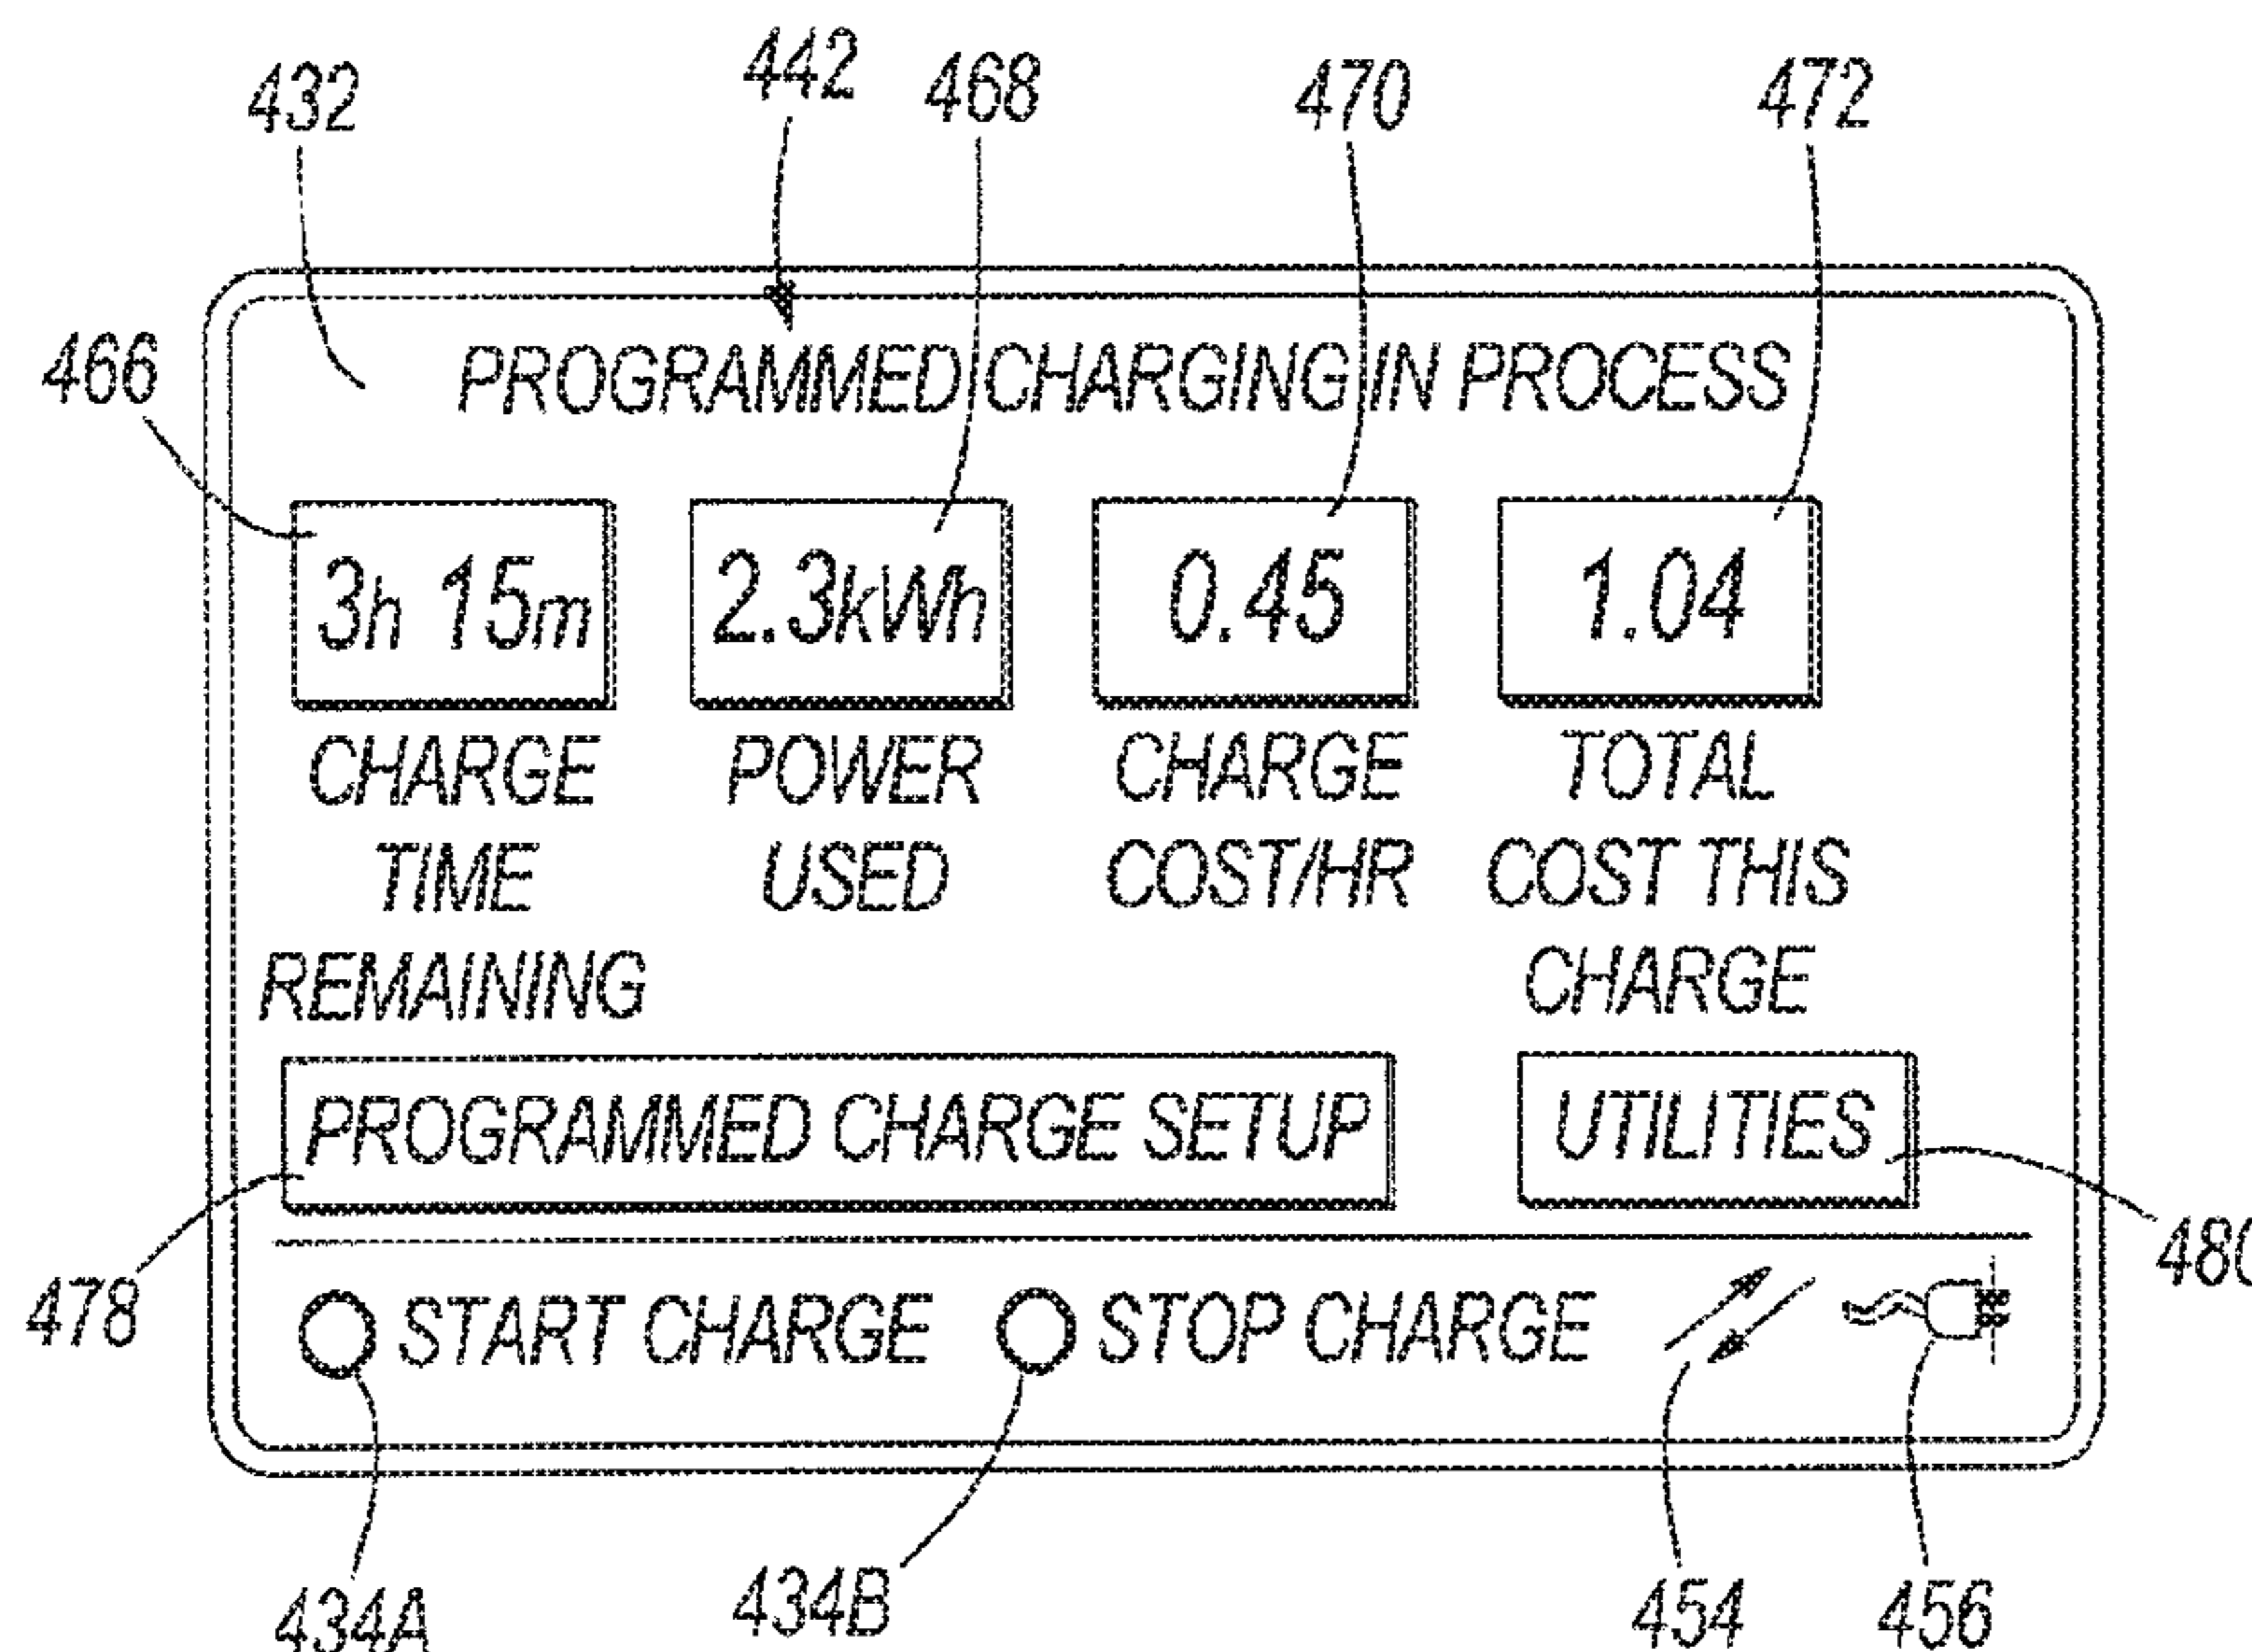 442
432 468 470 472
466 PROGRAMMED CHARGING IN PROCESS
3h 15m 2.3kWh 0.45 1.04
CHARGE POWER CHARGE TOTAL
TIME USED COST/HR COST THIS
REMAINING CHARGE
PROGRAMMED CHARGE SETUP UTILITIES
478 480
START CHARGE STOP CHARGE
434A 434B 454 456